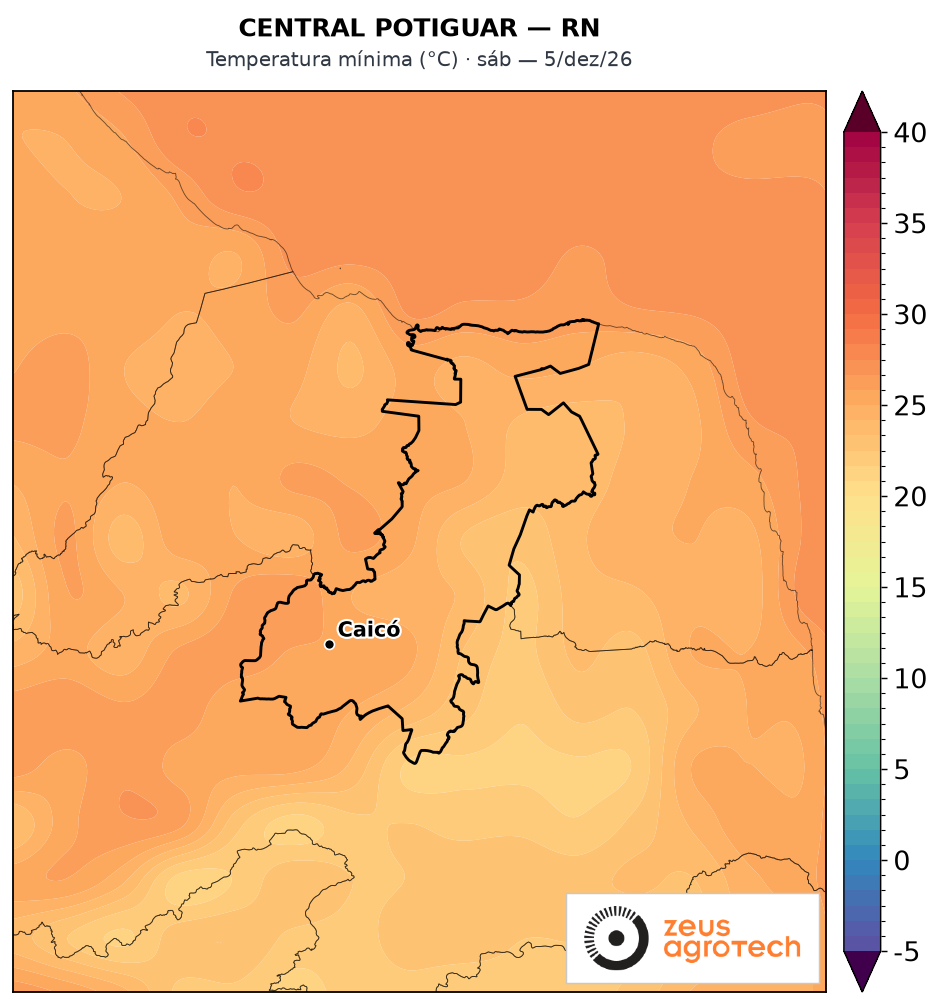 CENTRAL POTIGUAR — RN
Temperatura mínima (°C) · sáb — 5/dez/26
40
35
30
25
20
15
10
5
0
-5
Caicó
zeus
agrotech